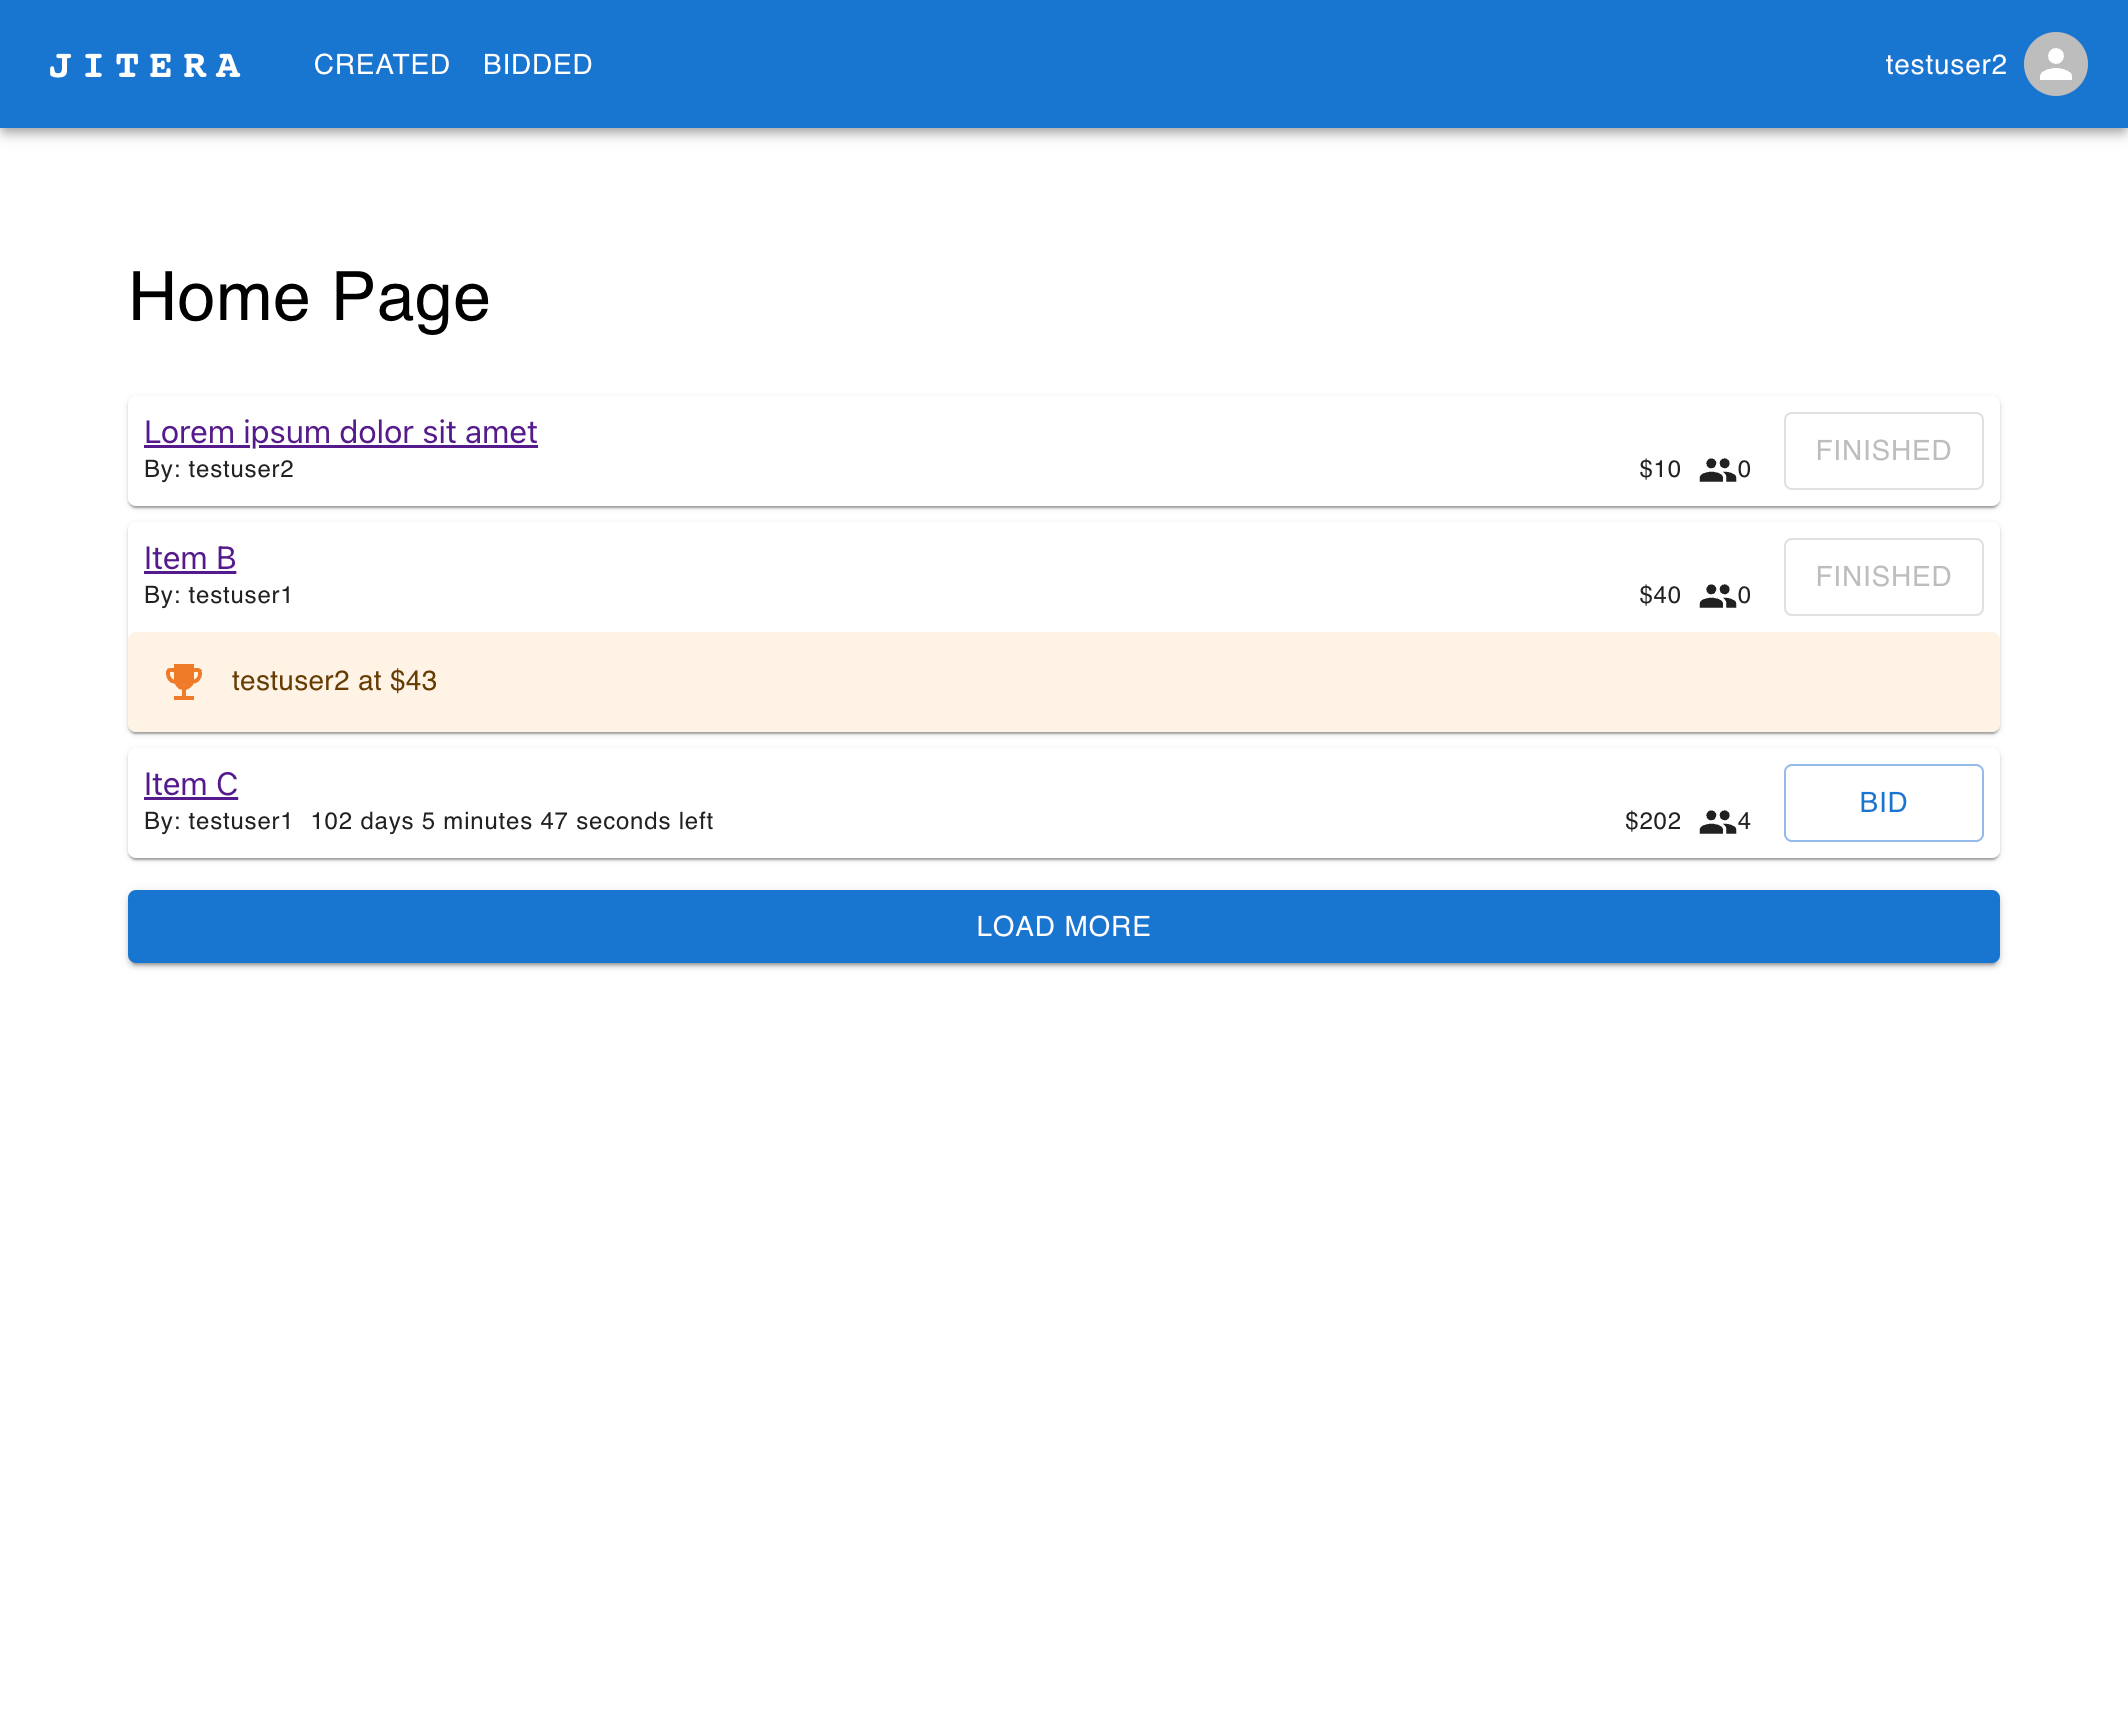 JITERA CREATED BIDDED testuser2
Home Page
Lorem ipsum dolor sit amet
By: testuser2 $10 0 FINISHED
Item B
By: testuser1 $40 0 FINISHED
testuser2 at $43
Item C
By: testuser1 102 days 5 minutes 47 seconds left $202 4 BID
LOAD MORE